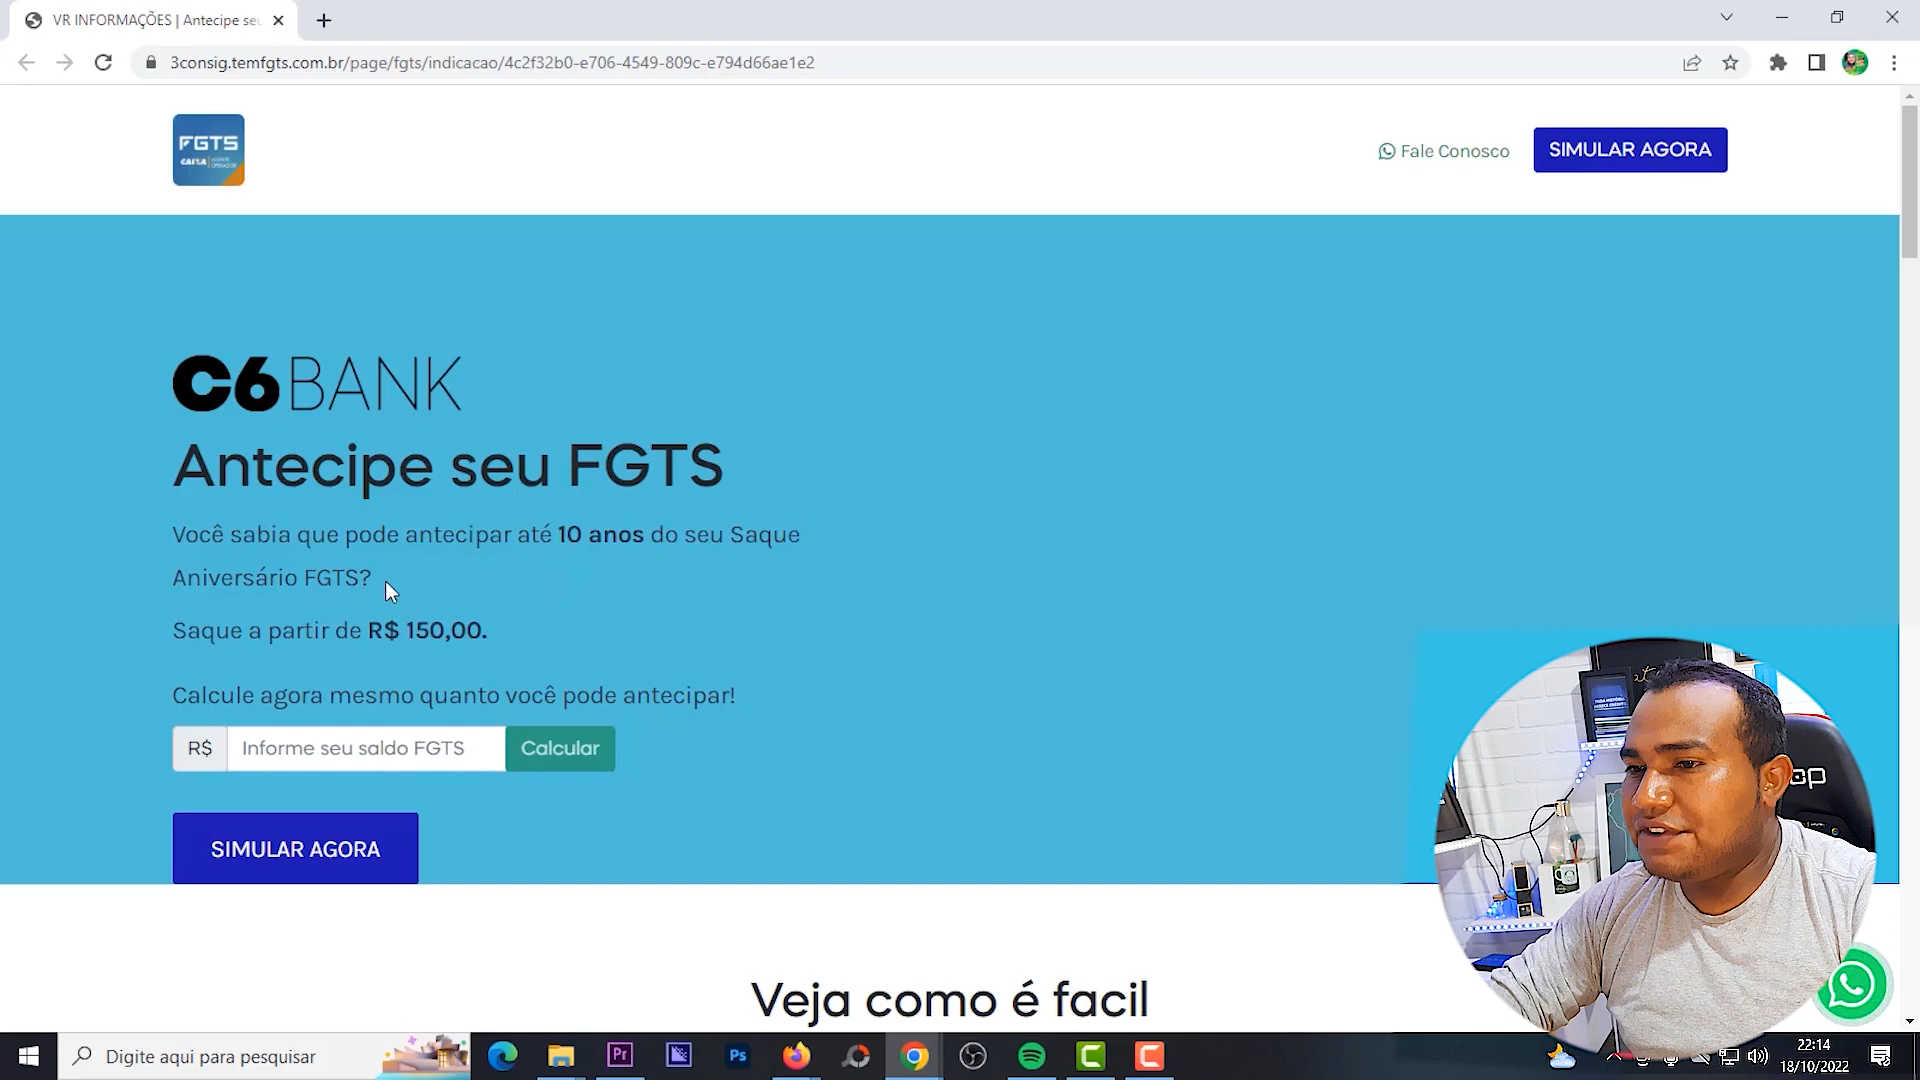 VR INFORMAÇÕES | Antecipe se
3consig.temfgts.com.br/page/fgts/indicacao/4c2f32b0-e706-4549-809c-e794d66ae1e2
FGTS
CAIXA
Fale Conosco
SIMULAR AGORA
C6 BANK
Antecipe seu FGTS
Você sabia que pode antecipar até 10 anos do seu Saque
Aniversário FGTS?
Saque a partir de R$ 150,00.
Calcule agora mesmo quanto você pode antecipar!
R$ Informe seu saldo FGTS Calcular
SIMULAR AGORA
Veja como é facil
Digite aqui para pesquisar
Pr
Ps
22:14
18/10/2022